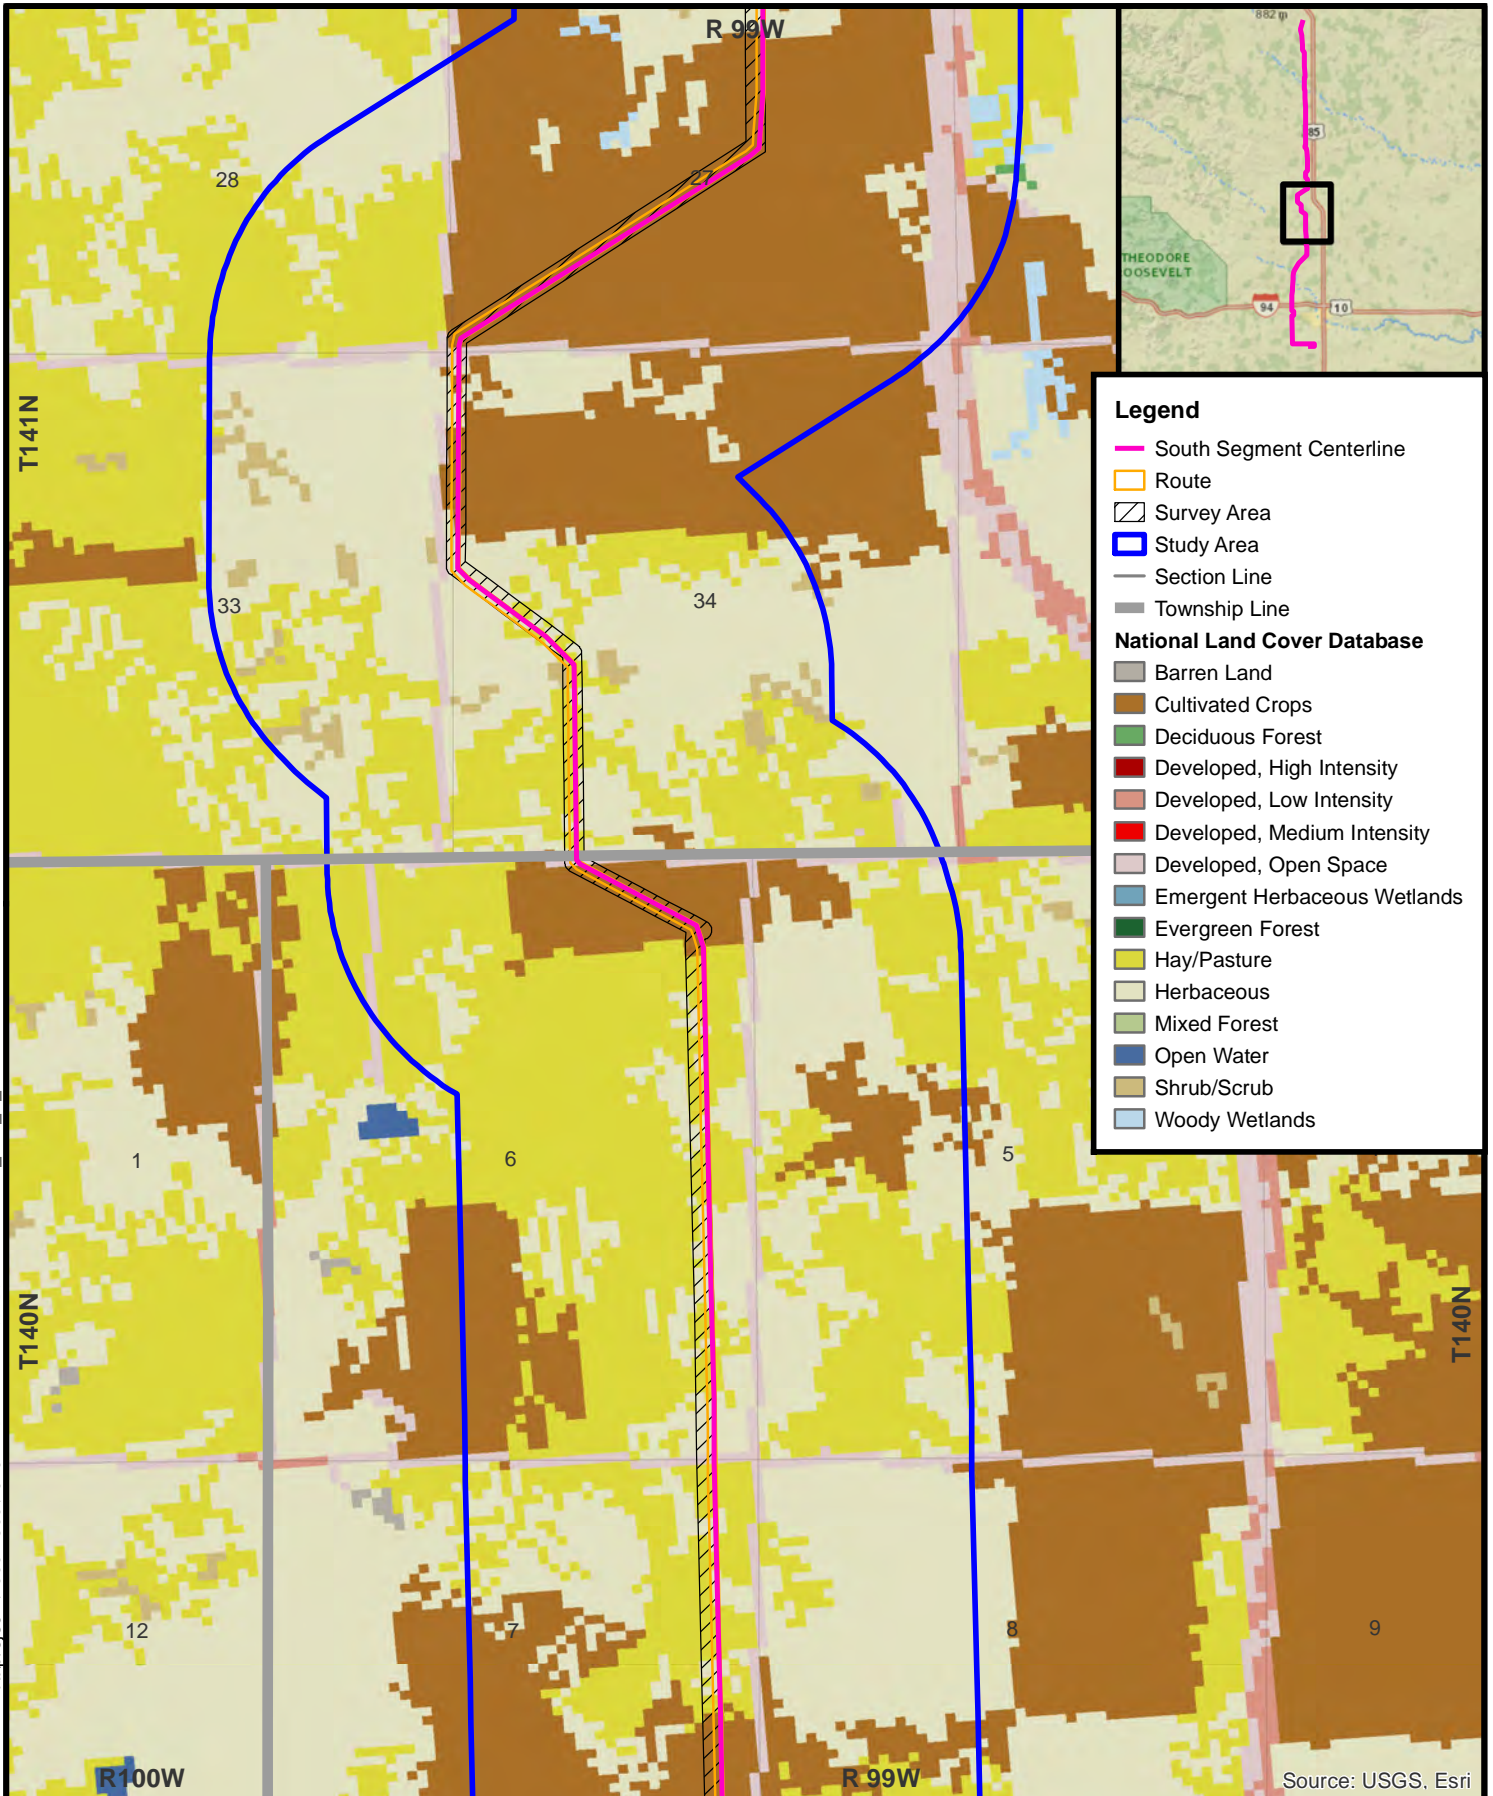 R 99W
882 m
85
THEODORE
OOSEVELT
94
10
28
27
T141N
33
34
Legend
South Segment Centerline
Route
Survey Area
Study Area
Section Line
Township Line
National Land Cover Database
Barren Land
Cultivated Crops
Deciduous Forest
Developed, High Intensity
Developed, Low Intensity
Developed, Medium Intensity
Developed, Open Space
Emergent Herbaceous Wetlands
Evergreen Forest
Hay/Pasture
Herbaceous
Mixed Forest
Open Water
Shrub/Scrub
Woody Wetlands
1
6
5
T140N
T140N
12
7
8
9
R100W
R 99W
Source: USGS, Esri